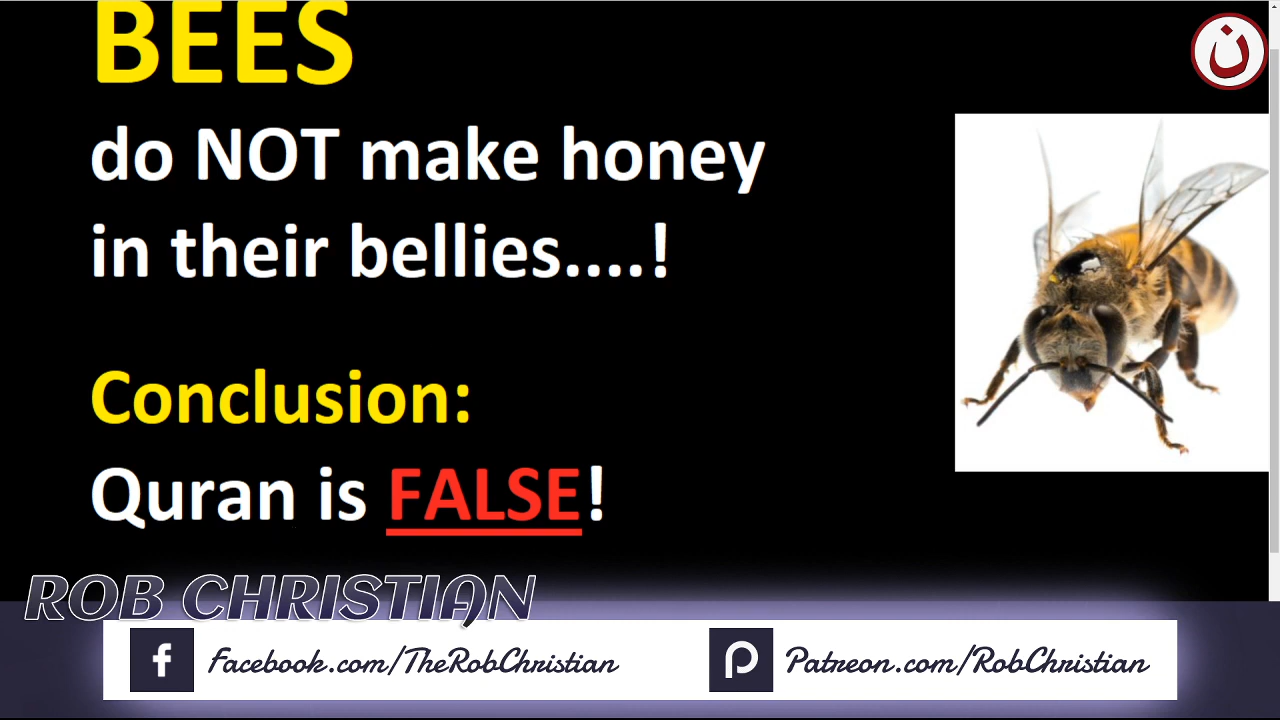 BEES
do NOT make honey
in their bellies....!
Conclusion:
Quran is FALSE!
ن
ROB CHRISTIAN
Facebook.com/TheRobChristian
Patreon.com/RobChristian